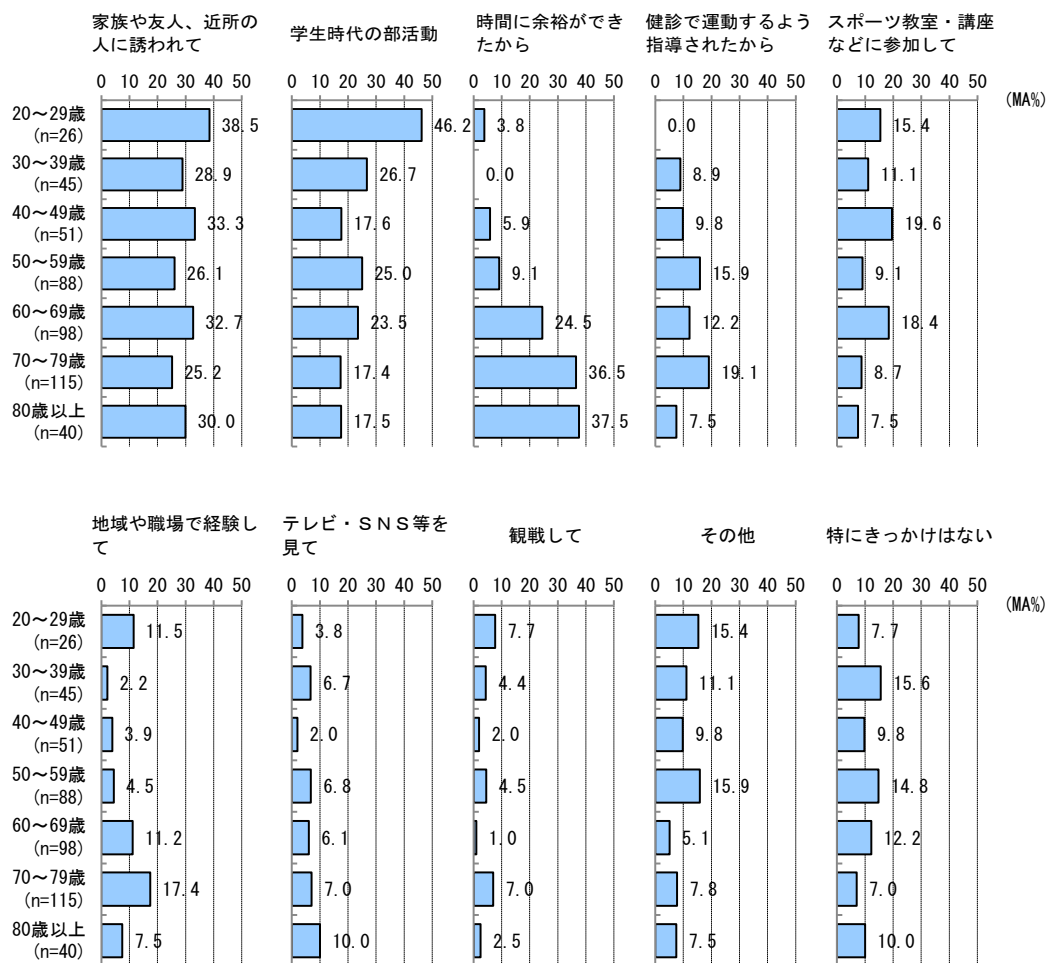 家族や友人、近所の
人に誘われて
学生時代の部活動
時間に余裕ができ
たから
健診で運動するよう
指導されたから
スポーツ教室・講座
などに参加して
0 10 20 30 40 50 0 10 20 30 40 50 0 10 20 30 40 50 0 10 20 30 40 50 0 10 20 30 40 50
(MA%)
20～29歳
(n=26)
38.5 46.2 3.8 0.0 15.4
30～39歳
(n=45)
28.9 26.7 0.0 8.9 11.1
40～49歳
(n=51)
33.3 17.6 5.9 9.8 19.6
50～59歳
(n=88)
26.1 25.0 9.1 15.9 9.1
60～69歳
(n=98)
32.7 23.5 24.5 12.2 18.4
70～79歳
(n=115)
25.2 17.4 36.5 19.1 8.7
80歳以上
(n=40)
30.0 17.5 37.5 7.5 7.5
地域や職場で経験し
て
テレビ・ＳＮＳ等を
見て
観戦して
その他
特にきっかけはない
0 10 20 30 40 50 0 10 20 30 40 50 0 10 20 30 40 50 0 10 20 30 40 50 0 10 20 30 40 50
(MA%)
20～29歳
(n=26)
11.5 3.8 7.7 15.4 7.7
30～39歳
(n=45)
2.2 6.7 4.4 11.1 15.6
40～49歳
(n=51)
3.9 2.0 2.0 9.8 9.8
50～59歳
(n=88)
4.5 6.8 4.5 15.9 14.8
60～69歳
(n=98)
11.2 6.1 1.0 5.1 12.2
70～79歳
(n=115)
17.4 7.0 7.0 7.8 7.0
80歳以上
(n=40)
7.5 10.0 2.5 7.5 10.0